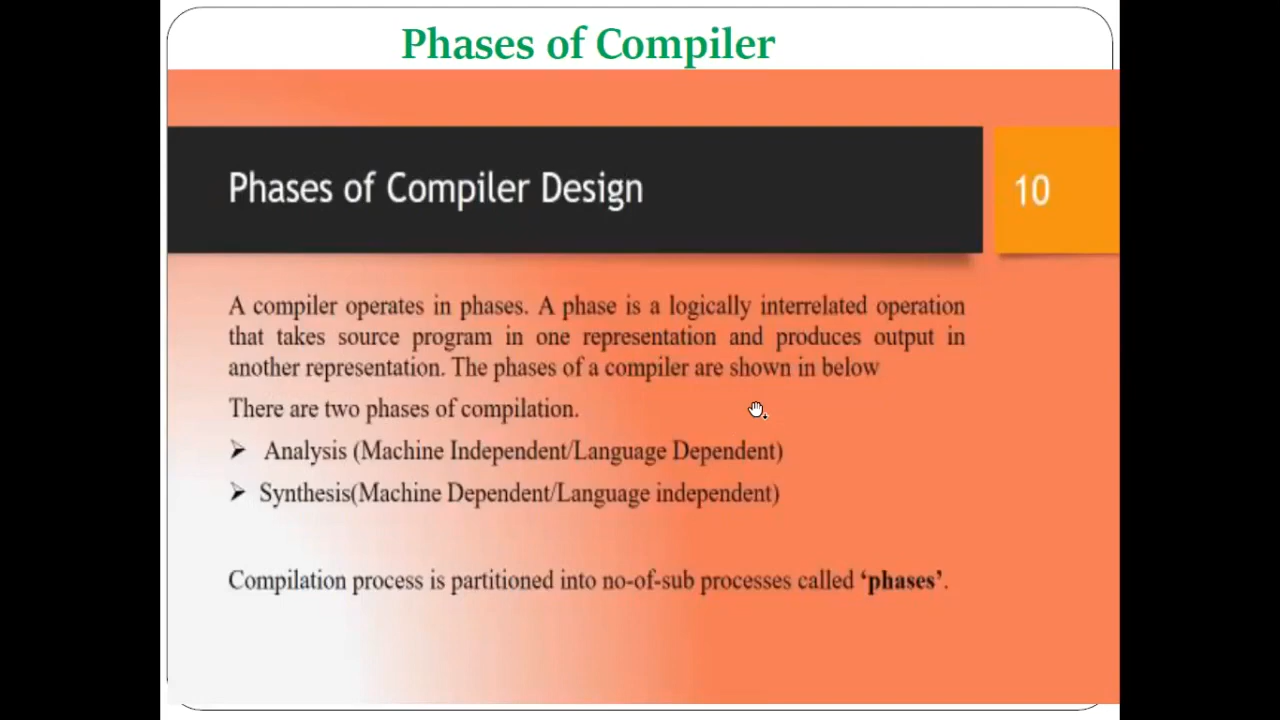 Phases of Compiler
Phases of Compiler Design
10
A compiler operates in phases. A phase is a logically interrelated operation
that takes source program in one representation and produces output in
another representation. The phases of a compiler are shown in below
There are two phases of compilation.
➢ Analysis (Machine Independent/Language Dependent)
➢ Synthesis(Machine Dependent/Language independent)
Compilation process is partitioned into no-of-sub processes called ‘phases’.